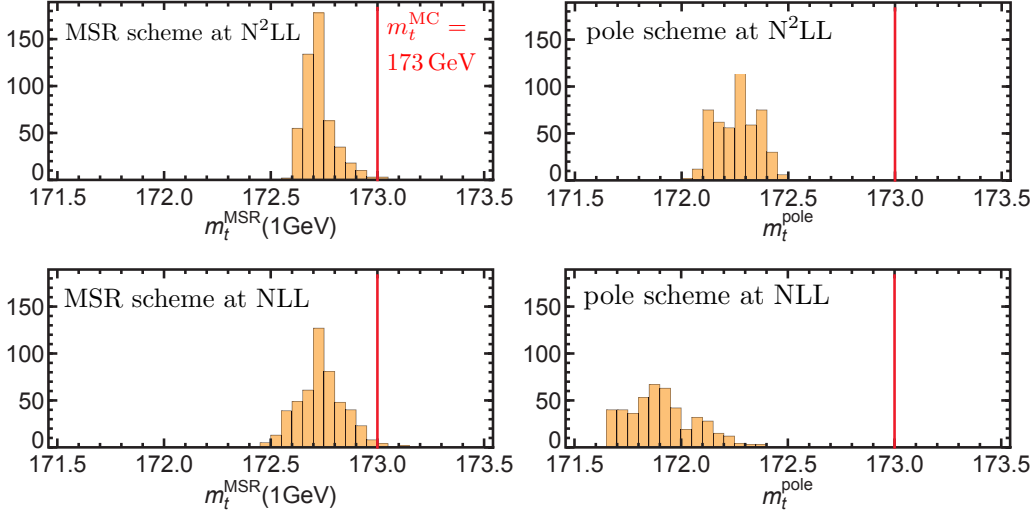 MSR scheme at N²LL
m_t^MC =
173 GeV
150
100
50
0
171.5 172.0 172.5 173.0 173.5
m_t^MSR(1GeV)
pole scheme at N²LL
150
100
50
0
171.5 172.0 172.5 173.0 173.5
m_t^pole
MSR scheme at NLL
150
100
50
0
171.5 172.0 172.5 173.0 173.5
m_t^MSR(1GeV)
pole scheme at NLL
150
100
50
0
171.5 172.0 172.5 173.0 173.5
m_t^pole